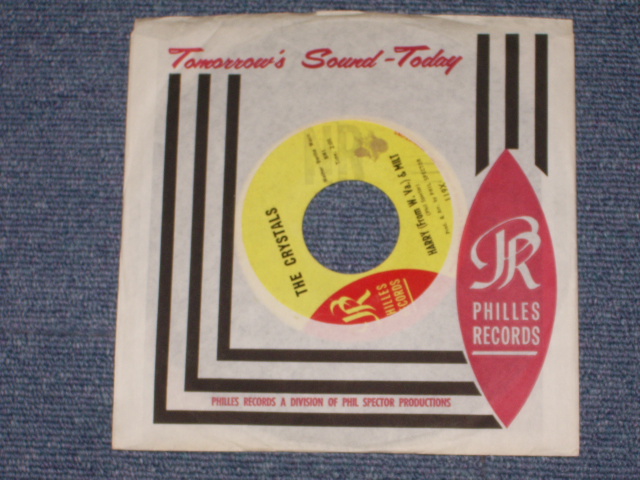 Tomorrow's Sound - Today
THE CRYSTALS
HARRY (From W. Va.) & MILT
PR
PHILLES
RECORDS
PR
PHILLES
RECORDS
PHILLES RECORDS A DIVISION OF PHIL SPECTOR PRODUCTIONS